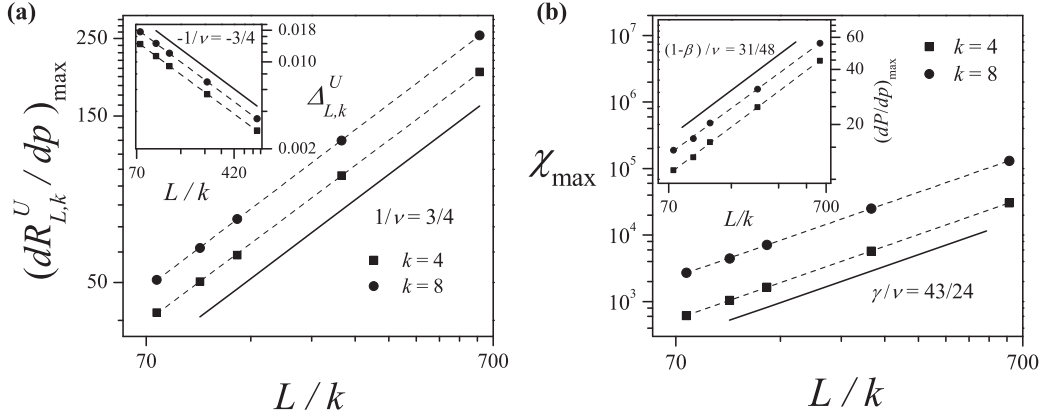 (a)
250
150
50
(dR^U_{L,k} / dp)_max
-1/ν = -3/4
0.018
0.010
0.002
Δ^U_{L,k}
70
420
L / k
1/ν = 3/4
k = 4
k = 8
70
700
L / k
(b)
10^7
10^6
10^5
10^4
10^3
χ_max
(1-β) / ν = 31/48
60
40
20
(dP/dp)_max
70
700
L/k
k = 4
k = 8
γ/ν = 43/24
70
700
L / k